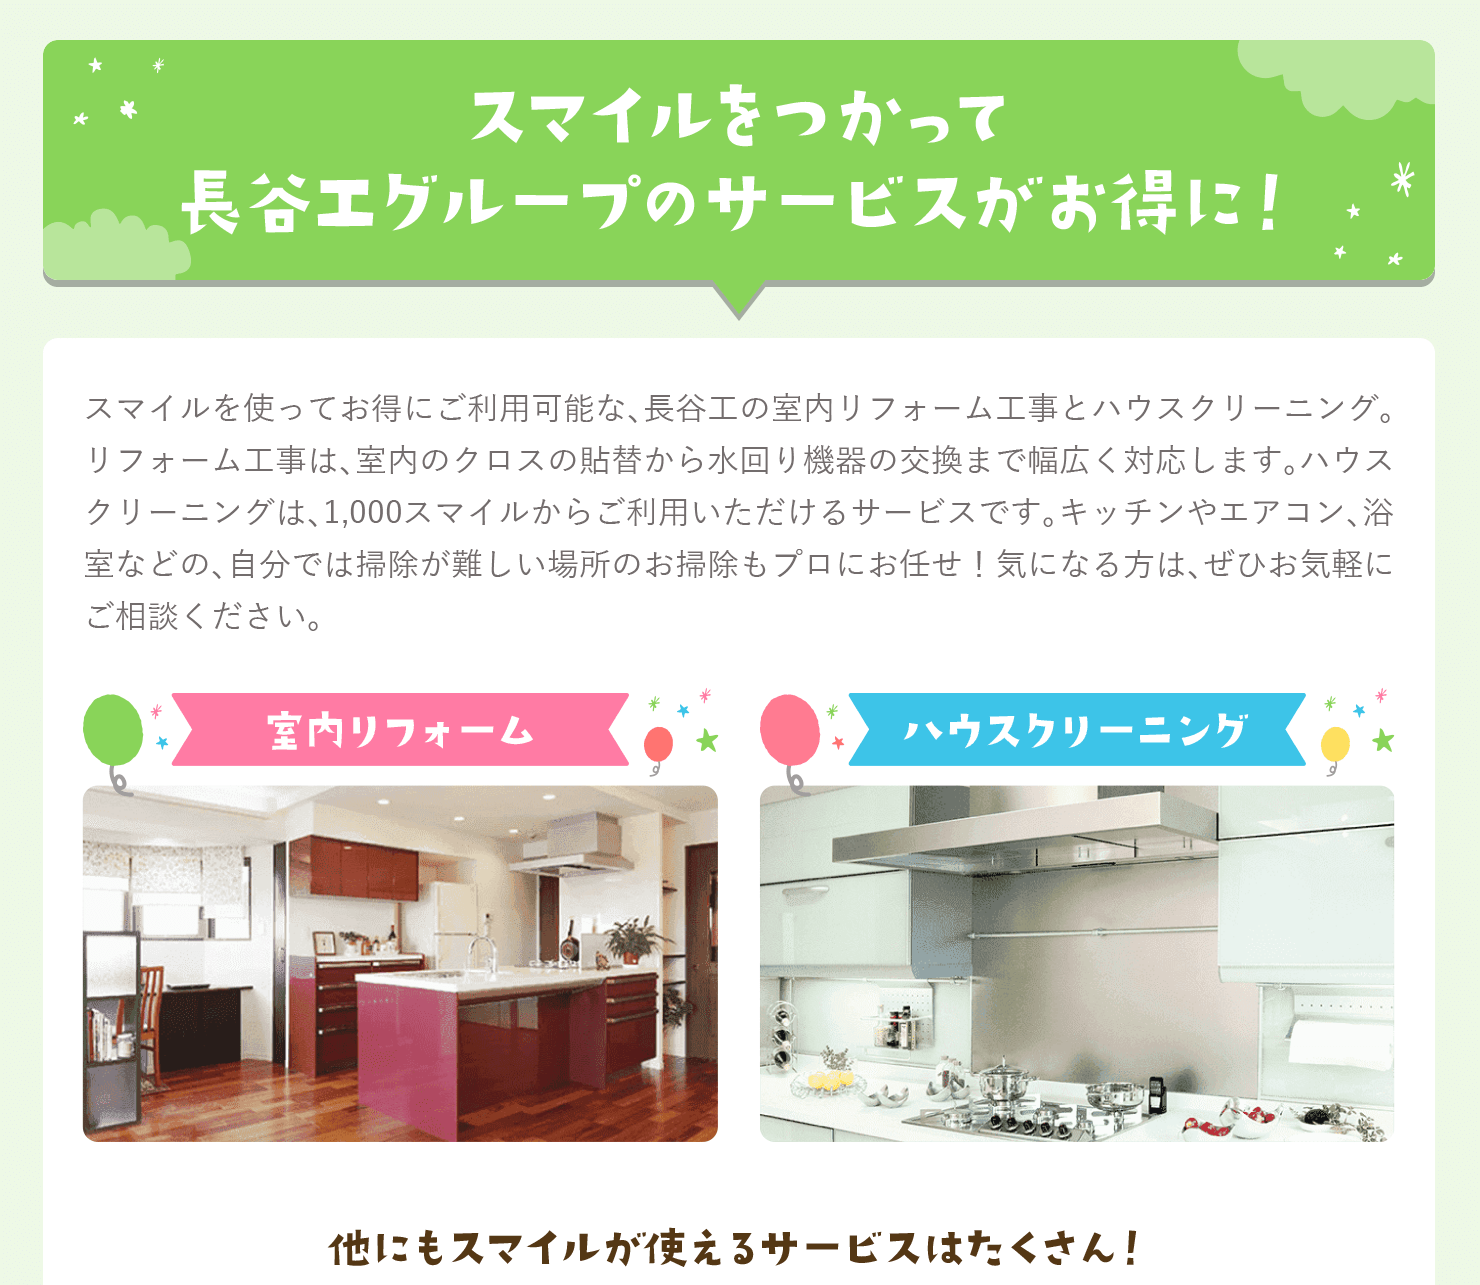 スマイルをつかって
長谷工グループのサービスがお得に！
スマイルを使ってお得にご利用可能な、長谷工の室内リフォーム工事とハウスクリーニング。
リフォーム工事は、室内のクロスの貼替から水回り機器の交換まで幅広く対応します。ハウス
クリーニングは、1,000スマイルからご利用いただけるサービスです。キッチンやエアコン、浴
室などの、自分では掃除が難しい場所のお掃除もプロにお任せ！気になる方は、ぜひお気軽に
ご相談ください。
室内リフォーム
ハウスクリーニング
他にもスマイルが使えるサービスはたくさん！